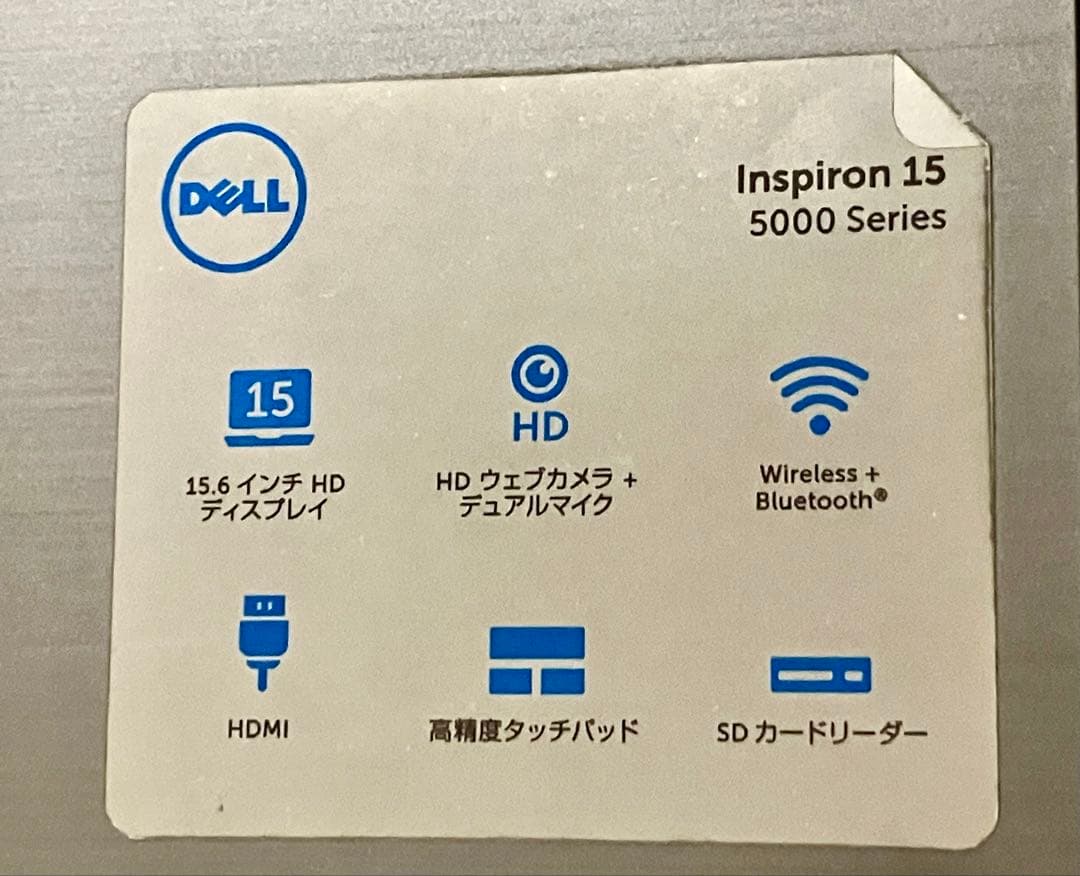 DELL
Inspiron 15
5000 Series
15
15.6 インチ HD
ディスプレイ
HD
HD ウェブカメラ +
デュアルマイク
Wireless +
Bluetooth®
HDMI
高精度タッチパッド
SD カードリーダー